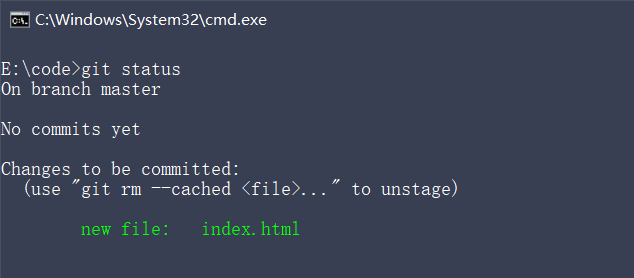 C:\Windows\System32\cmd.exe
E:\code>git status
On branch master
No commits yet
Changes to be committed:
(use "git rm --cached <file>..." to unstage)
new file:   index.html